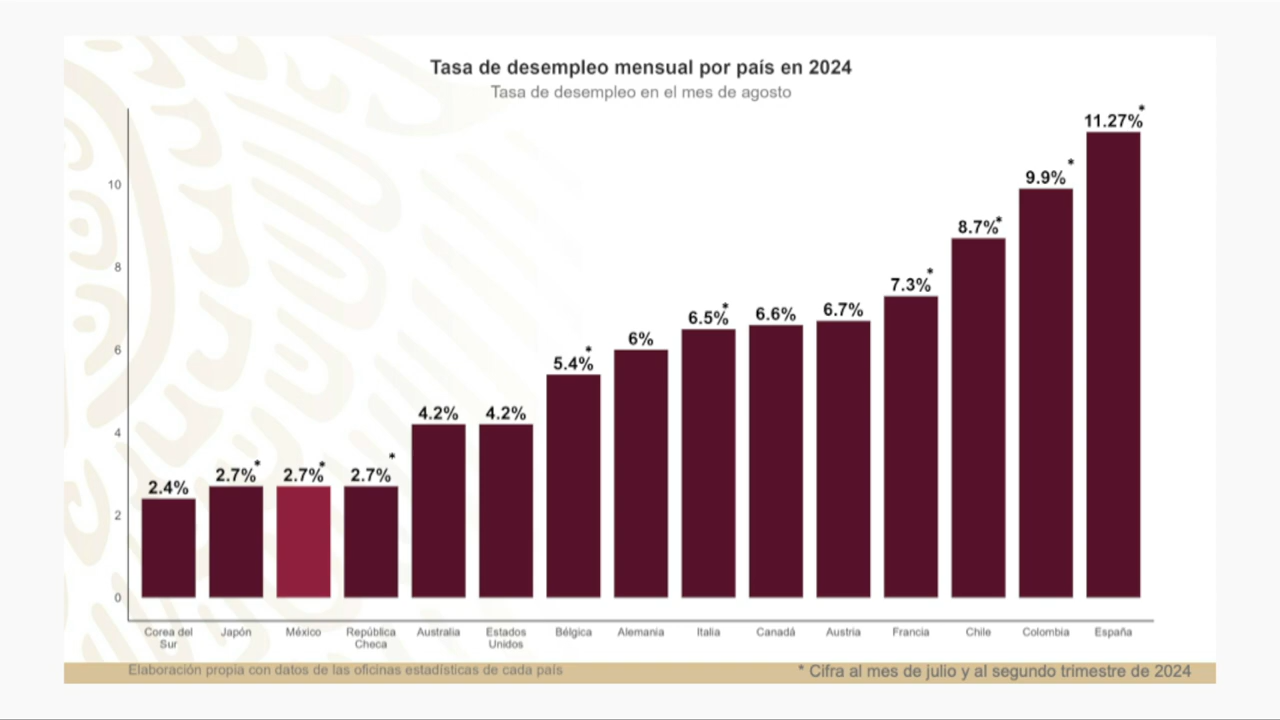 Tasa de desempleo mensual por país en 2024
Tasa de desempleo en el mes de agosto
10
8
6
4
2
0
2.4%
2.7%*
2.7%*
2.7%*
4.2%
4.2%
5.4%*
6%
6.5%*
6.6%
6.7%
7.3%*
8.7%*
9.9%*
11.27%*
Corea del
Sur
Japón
México
República
Checa
Australia
Estados
Unidos
Bélgica
Alemania
Italia
Canadá
Austria
Francia
Chile
Colombia
España
Elaboración propia con datos de las oficinas estadísticas de cada país
* Cifra al mes de julio y al segundo trimestre de 2024